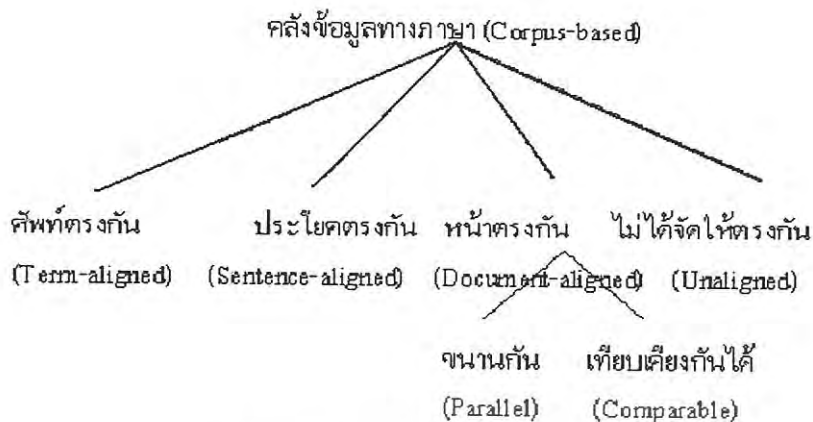 คลังข้อมูลทางภาษา (Corpus-based)
ศัพท์ตรงกัน ประโยคตรงกัน หน้าตรงกัน ไม่ได้จัดให้ตรงกัน
(Term-aligned) (Sentence-aligned) (Document-aligned) (Unaligned)
ขนานกัน เทียบเคียงกันได้
(Parallel) (Comparable)